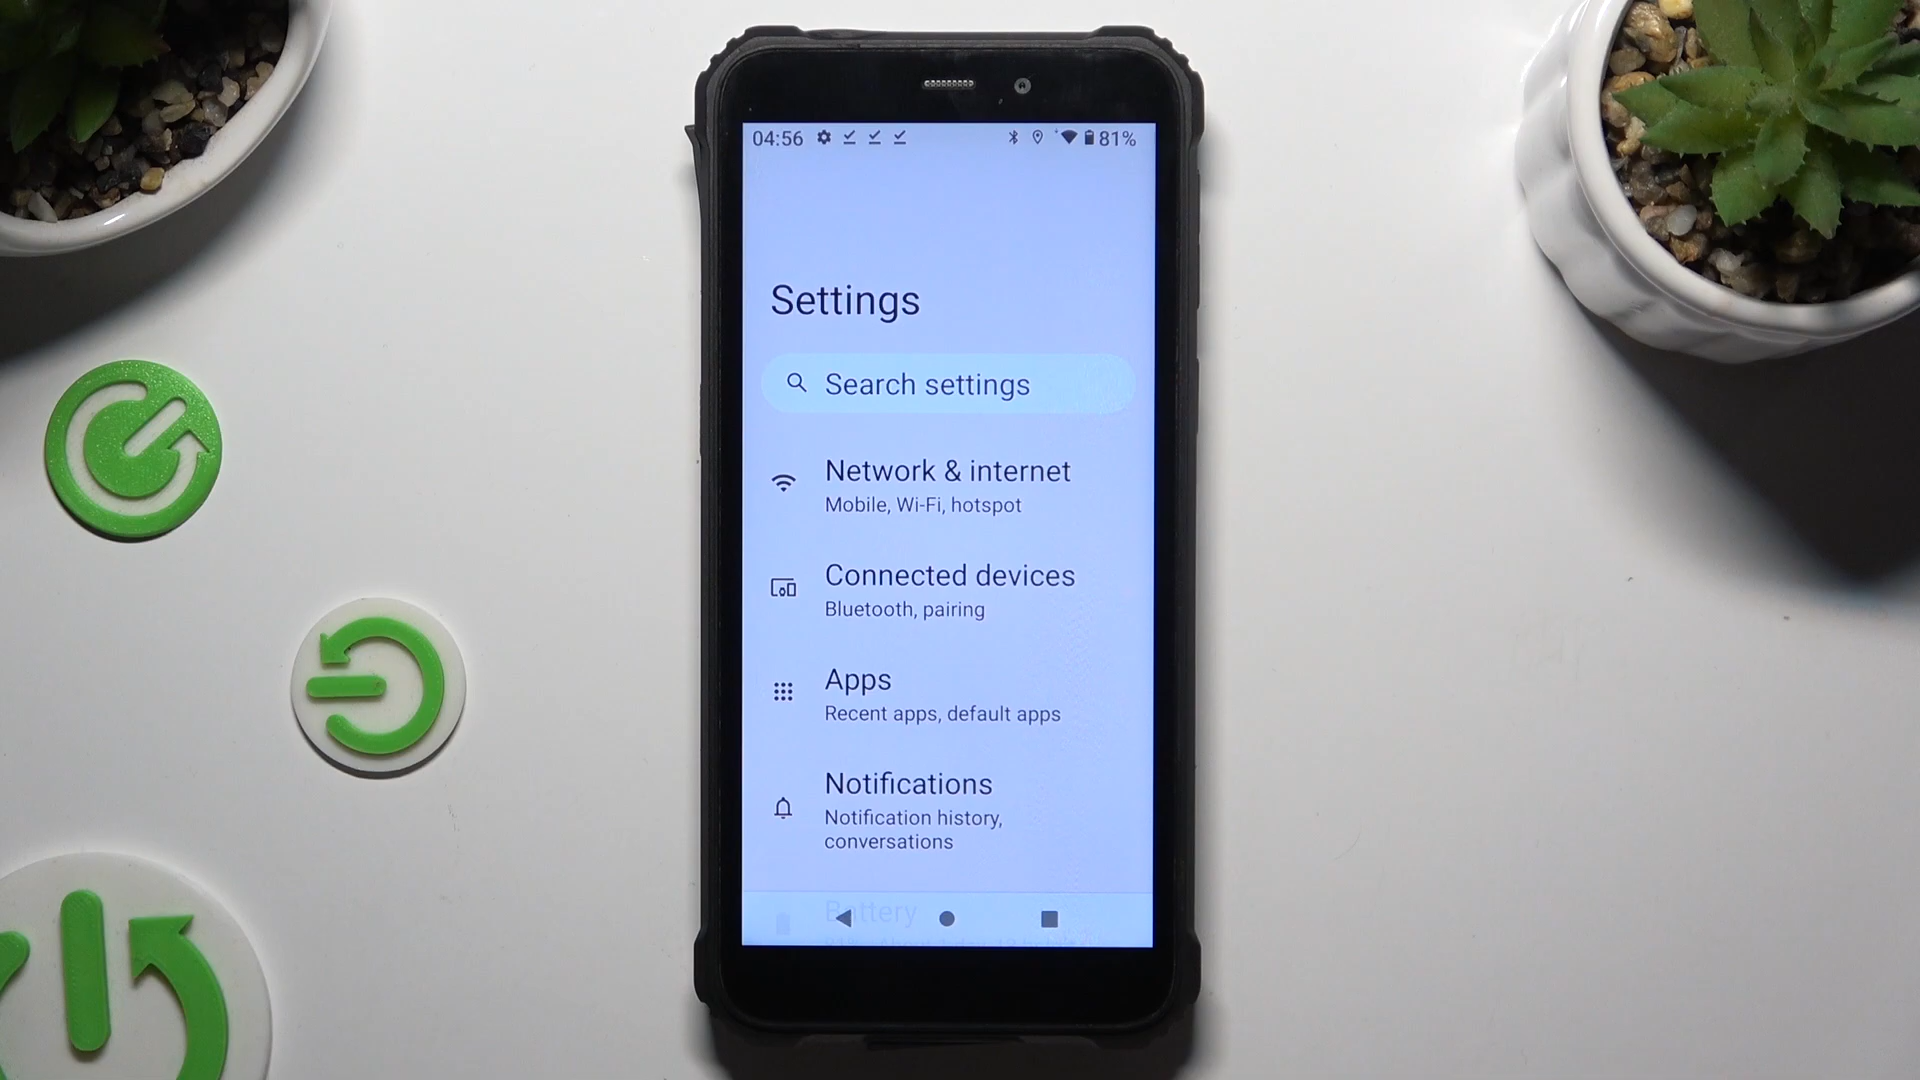 04:56 81%
Settings
Search settings
Network & internet
Mobile, Wi-Fi, hotspot
Connected devices
Bluetooth, pairing
Apps
Recent apps, default apps
Notifications
Notification history,
conversations
Battery